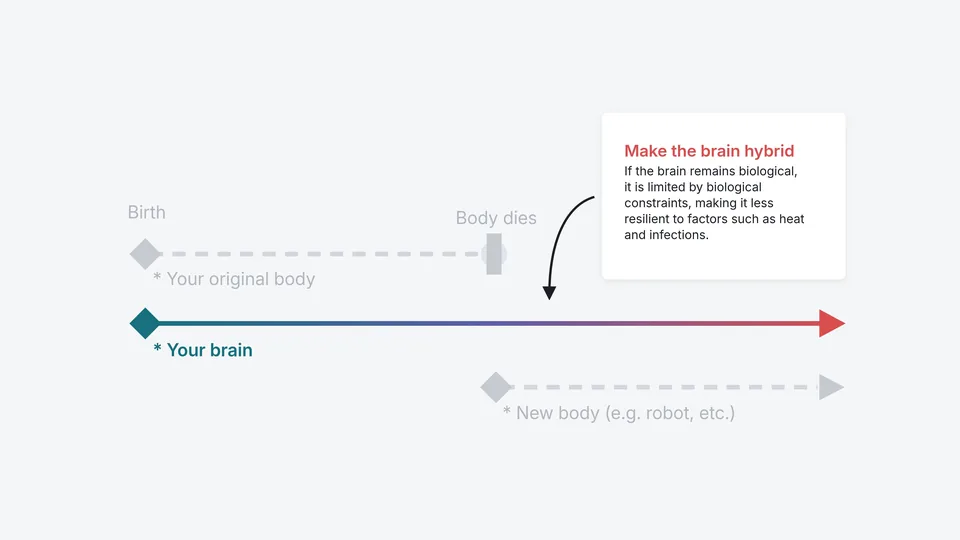 Make the brain hybrid
If the brain remains biological,
it is limited by biological
constraints, making it less
resilient to factors such as heat
and infections.
Birth
Body dies
* Your original body
* Your brain
* New body (e.g. robot, etc.)